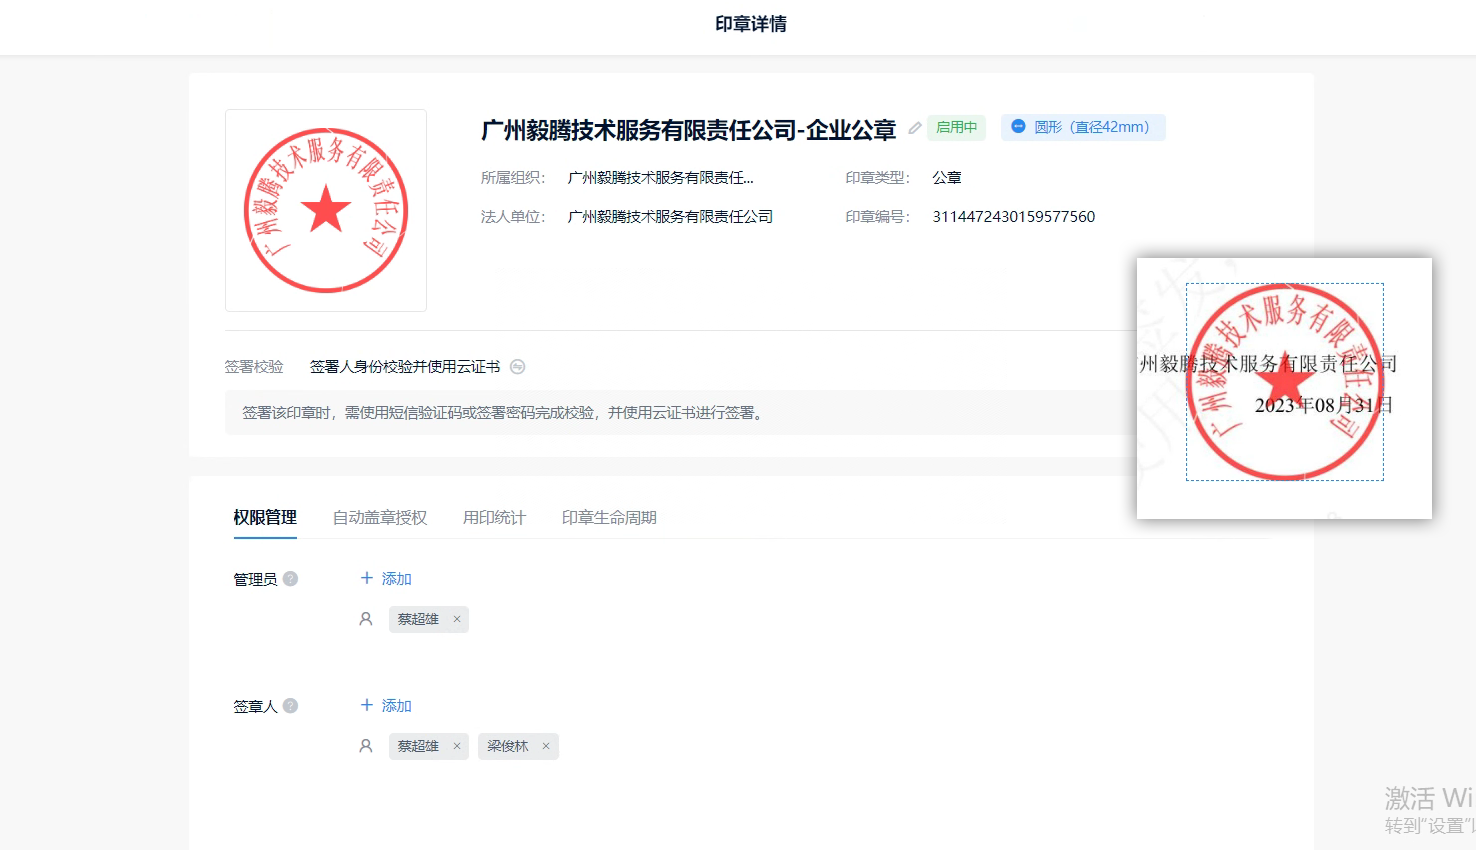 印章详情
广州毅腾技术服务有限责任公司
广州毅腾技术服务有限责任公司-企业公章 启用中 圆形（直径42mm）
所属组织： 广州毅腾技术服务有限责任... 印章类型： 公章
法人单位： 广州毅腾技术服务有限责任公司 印章编号： 3114472430159577560
签署校验 签署人身份校验并使用云证书
签署该印章时，需使用短信验证码或签署密码完成校验，并使用云证书进行签署。
广州毅腾技术服务有限责任公司
州毅腾技术服务有限责任公司
2023年08月31日
权限管理 自动盖章授权 用印统计 印章生命周期
管理员 ? + 添加
蔡超雄 ×
签章人 ? + 添加
蔡超雄 × 梁俊林 ×
激活 Wi
转到“设置”以